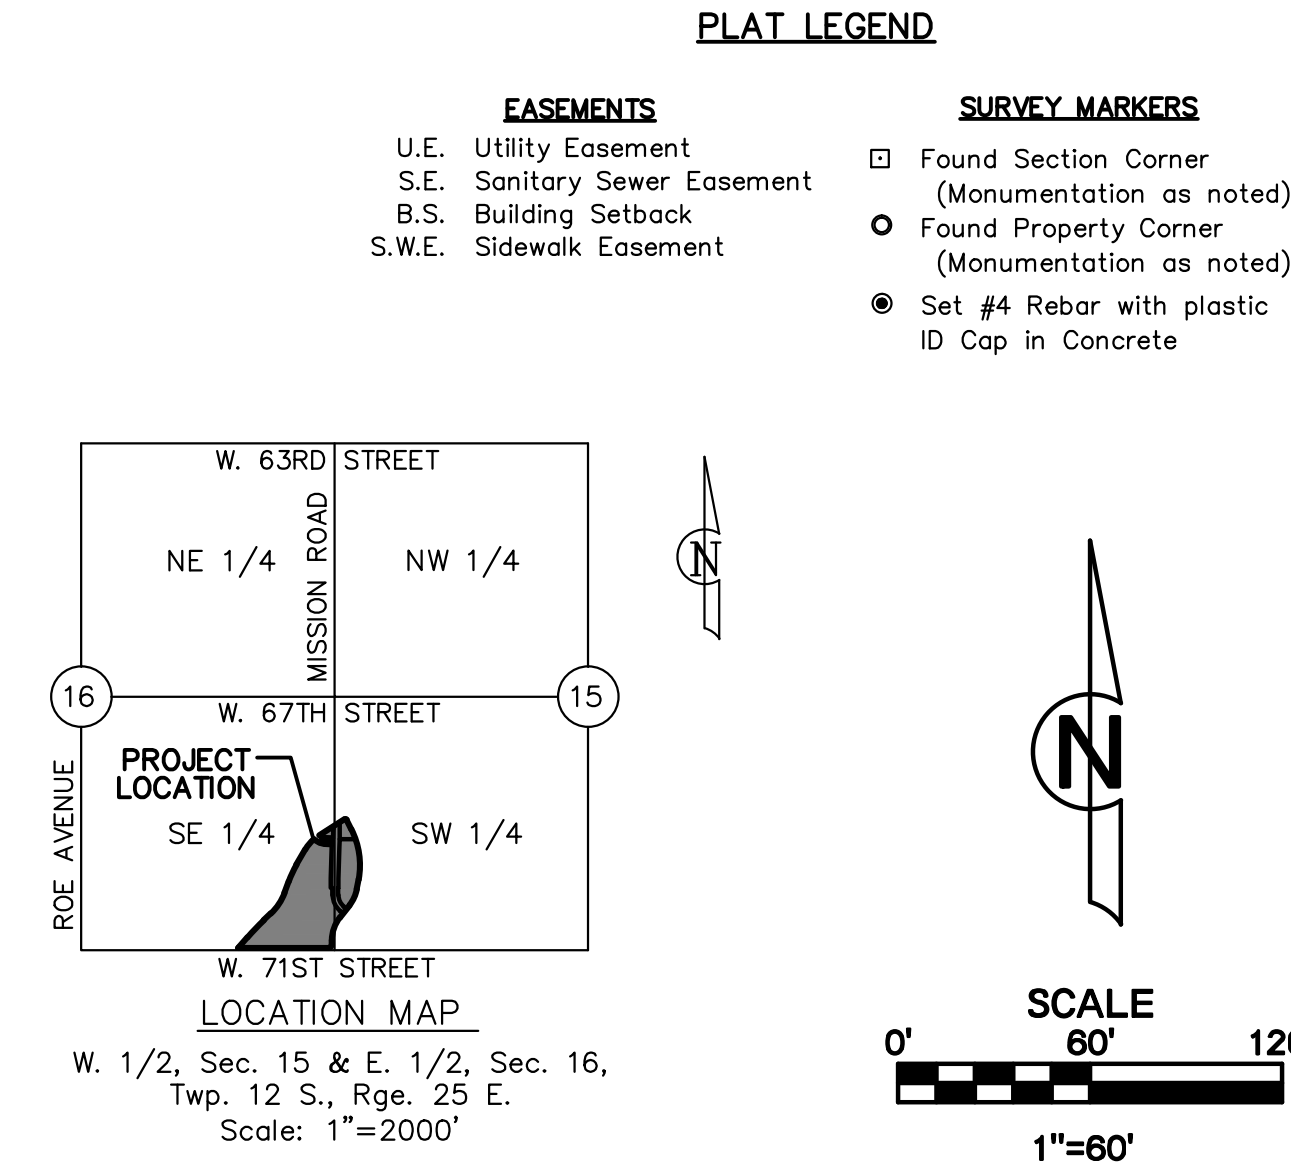 PLAT LEGEND
EASEMENTS
U.E. Utility Easement
S.E. Sanitary Sewer Easement
B.S. Building Setback
S.W.E. Sidewalk Easement
SURVEY MARKERS
Found Section Corner
(Monumentation as noted)
Found Property Corner
(Monumentation as noted)
Set #4 Rebar with plastic
ID Cap in Concrete
W. 63RD STREET
NE 1/4
MISSION ROAD
NW 1/4
16
15
W. 67TH STREET
PROJECT
LOCATION
ROE AVENUE
SE 1/4
SW 1/4
W. 71ST STREET
LOCATION MAP
W. 1/2, Sec. 15 & E. 1/2, Sec. 16,
Twp. 12 S., Rge. 25 E.
Scale: 1"=2000'
N
N
SCALE
0' 60'
1"=60'